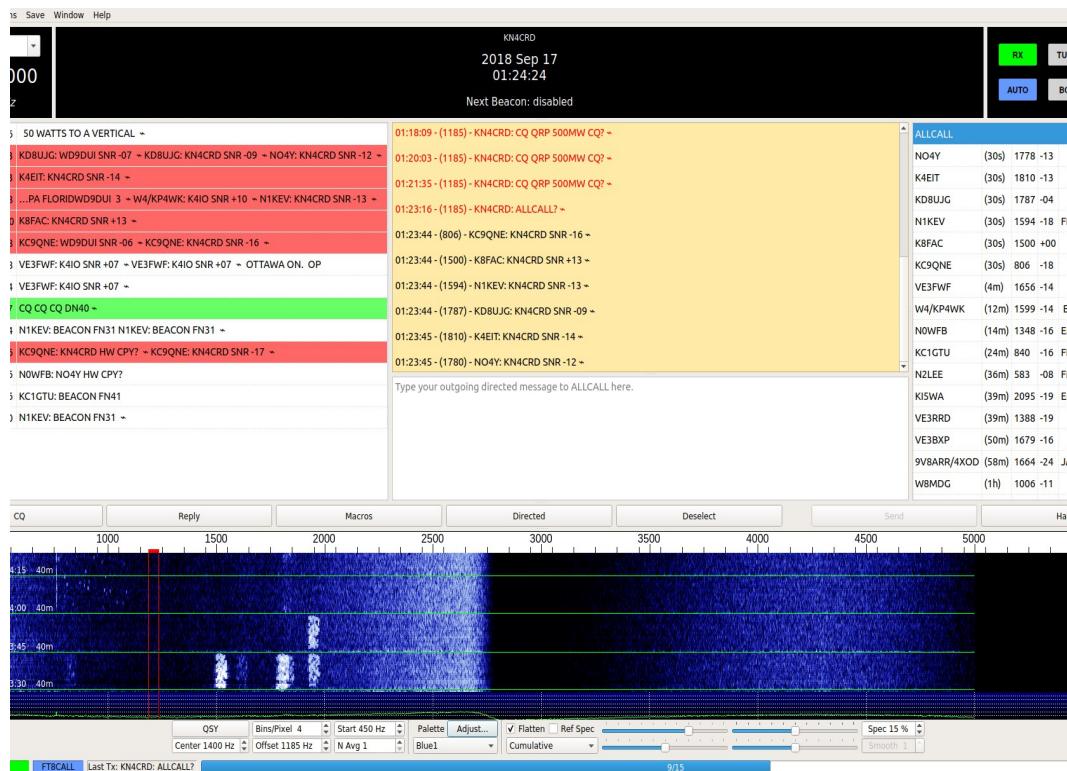 ns Save Window Help
KN4CRD
2018 Sep 17
01:24:24
Next Beacon: disabled
000
z
RX TU
AUTO BC
50 WATTS TO A VERTICAL
KD8UJG: WD9DUI SNR -07 KD8UJG: KN4CRD SNR -09 NO4Y: KN4CRD SNR -12
K4EIT: KN4CRD SNR -14
...PA FLORIDWD9DUI 3 W4/KP4WK: K4IO SNR +10 N1KEV: KN4CRD SNR -13
K8FAC: KN4CRD SNR +13
KC9QNE: WD9DUI SNR -06 KC9QNE: KN4CRD SNR -16
VE3FWF: K4IO SNR +07 VE3FWF: K4IO SNR +07 OTTAWA ON. OP
VE3FWF: K4IO SNR +07
CQ CQ CQ DN40
N1KEV: BEACON FN31 N1KEV: BEACON FN31
KC9QNE: KN4CRD HW CPY? KC9QNE: KN4CRD SNR -17
N0WFB: NO4Y HW CPY?
KC1GTU: BEACON FN41
N1KEV: BEACON FN31
01:18:09 - (1185) - KN4CRD: CQ QRP 500MW CQ?
01:20:03 - (1185) - KN4CRD: CQ QRP 500MW CQ?
01:21:35 - (1185) - KN4CRD: CQ QRP 500MW CQ?
01:23:16 - (1185) - KN4CRD: ALLCALL?
01:23:44 - (806) - KC9QNE: KN4CRD SNR -16
01:23:44 - (1500) - K8FAC: KN4CRD SNR +13
01:23:44 - (1594) - N1KEV: KN4CRD SNR -13
01:23:44 - (1787) - KD8UJG: KN4CRD SNR -09
01:23:45 - (1810) - K4EIT: KN4CRD SNR -14
01:23:45 - (1780) - NO4Y: KN4CRD SNR -12
Type your outgoing directed message to ALLCALL here.
ALLCALL
NO4Y (30s) 1778 -13
K4EIT (30s) 1810 -13
KD8UJG (30s) 1787 -04
N1KEV (30s) 1594 -18 F
K8FAC (30s) 1500 +00
KC9QNE (30s) 806 -18
VE3FWF (4m) 1656 -14
W4/KP4WK (12m) 1599 -14 E
N0WFB (14m) 1348 -16 E
KC1GTU (24m) 840 -16 F
N2LEE (36m) 583 -08 F
KI5WA (39m) 2095 -19 E
VE3RRD (39m) 1388 -19
VE3BXP (50m) 1679 -16
9V8ARR/4XOD (58m) 1664 -24 JA
W8MDG (1h) 1006 -11
CQ Reply Macros Directed Deselect Send Ha
1000 1500 2000 2500 3000 3500 4000 4500 5000
4:15 40m
4:00 40m
3:45 40m
3:30 40m
QSY Bins/Pixel 4 Start 450 Hz Palette Adjust... Flatten Ref Spec Spec 15 %
Center 1400 Hz Offset 1185 Hz N Avg 1 Blue1 Cumulative Smooth 1
FT8CALL Last Tx: KN4CRD: ALLCALL? 9/15